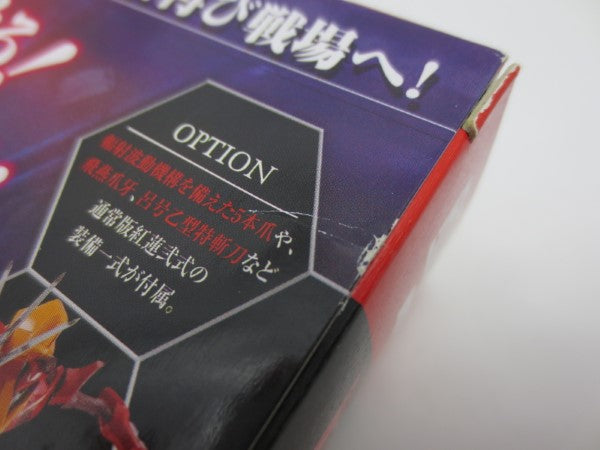 る!
再び戦場へ!
OPTION
輻射波動機構を備えた5本爪や、
飛燕爪牙、呂号乙型特斬刀など
通常版紅蓮弐式の
装備一式が付属。